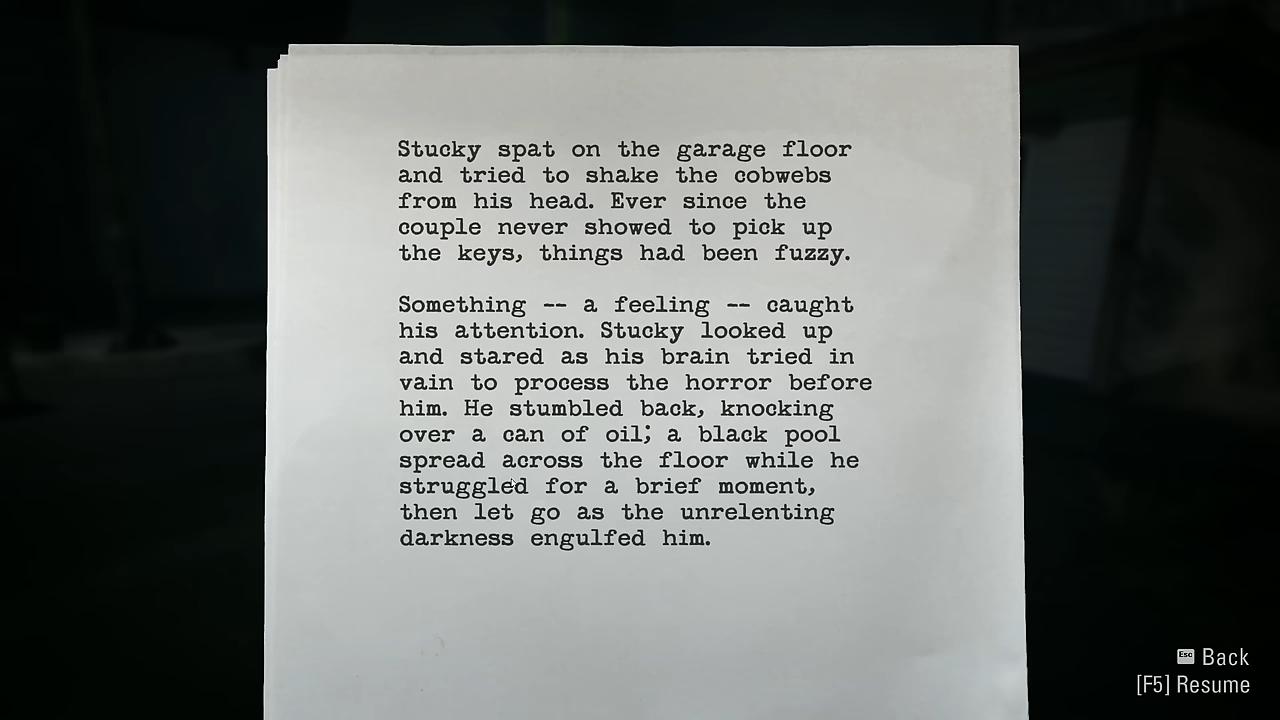 Stucky spat on the garage floor
and tried to shake the cobwebs
from his head. Ever since the
couple never showed to pick up
the keys, things had been fuzzy.
Something -- a feeling -- caught
his attention. Stucky looked up
and stared as his brain tried in
vain to process the horror before
him. He stumbled back, knocking
over a can of oil; a black pool
spread across the floor while he
struggled for a brief moment,
then let go as the unrelenting
darkness engulfed him.
Esc Back
[F5] Resume